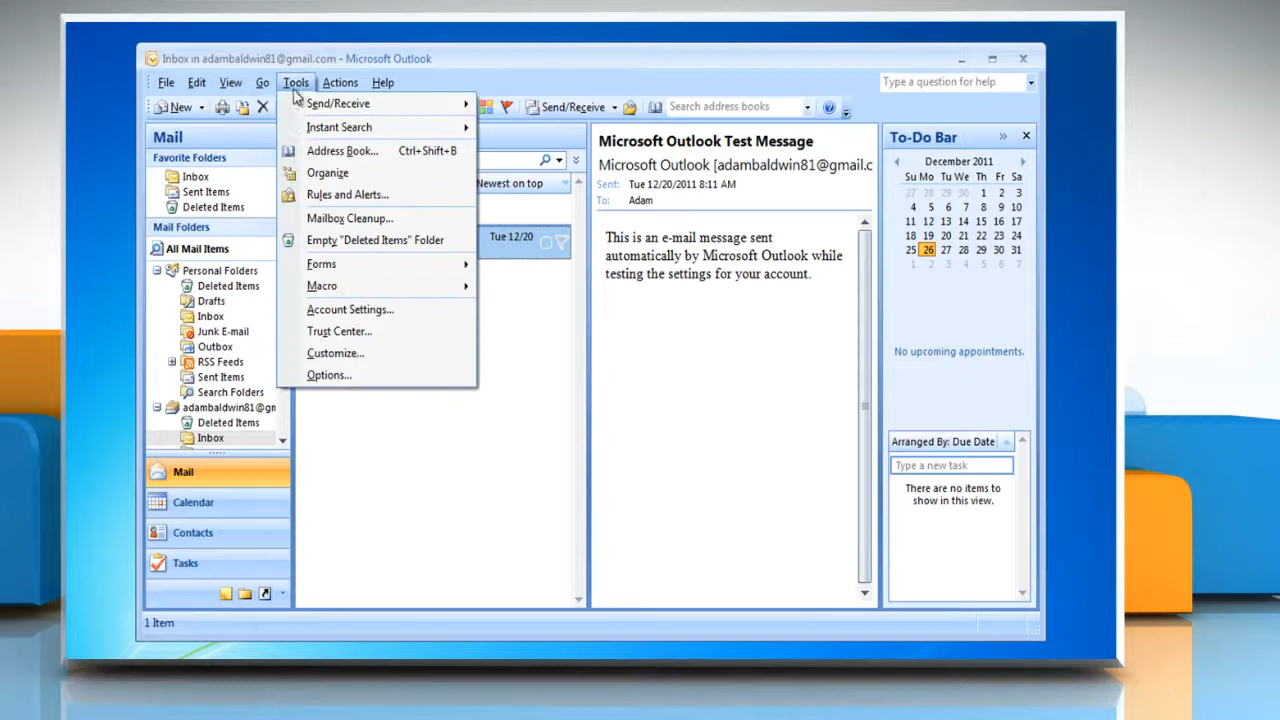 Inbox in adambaldwin81@gmail.com - Microsoft Outlook
File Edit View Go Tools Actions Help
Type a question for help
New
Send/Receive
Search address books
Send/Receive
Instant Search
Address Book... Ctrl+Shift+B
Organize
Rules and Alerts...
Mailbox Cleanup...
Empty "Deleted Items" Folder
Forms
Macro
Account Settings...
Trust Center...
Customize...
Options...
Mail
Favorite Folders
Inbox
Sent Items
Deleted Items
Mail Folders
All Mail Items
Personal Folders
Deleted Items
Drafts
Inbox
Junk E-mail
Outbox
RSS Feeds
Sent Items
Search Folders
adambaldwin81@gn
Deleted Items
Inbox
Mail
Calendar
Contacts
Tasks
1 Item
Newest on top
Tue 12/20
Microsoft Outlook Test Message
Microsoft Outlook [adambaldwin81@gmail.c
Sent: Tue 12/20/2011 8:11 AM
To: Adam
This is an e-mail message sent
automatically by Microsoft Outlook while
testing the settings for your account.
To-Do Bar
December 2011
Su Mo Tu We Th Fr Sa
27 28 29 30 1 2 3
4 5 6 7 8 9 10
11 12 13 14 15 16 17
18 19 20 21 22 23 24
25 26 27 28 29 30 31
1 2 3 4 5 6 7
No upcoming appointments.
Arranged By: Due Date
Type a new task
There are no items to
show in this view.